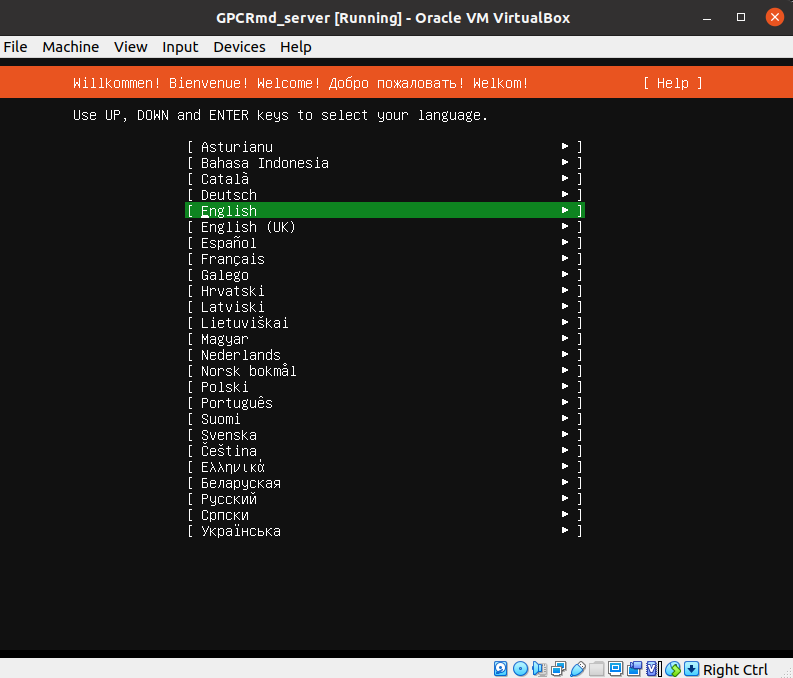 GPCRmd_server [Running] - Oracle VM VirtualBox
File Machine View Input Devices Help
Willkommen! Bienvenue! Welcome! Добро пожаловать! Welkom! [ Help ]
Use UP, DOWN and ENTER keys to select your language.
[ Asturianu ► ]
[ Bahasa Indonesia ► ]
[ Català ► ]
[ Deutsch ► ]
[ English ► ]
[ English (UK) ► ]
[ Español ► ]
[ Français ► ]
[ Galego ► ]
[ Hrvatski ► ]
[ Latviski ► ]
[ Lietuviškai ► ]
[ Magyar ► ]
[ Nederlands ► ]
[ Norsk bokmål ► ]
[ Polski ► ]
[ Português ► ]
[ Suomi ► ]
[ Svenska ► ]
[ Čeština ► ]
[ Ελληνικά ► ]
[ Беларуская ► ]
[ Русский ► ]
[ Српски ► ]
[ Українська ► ]
Right Ctrl